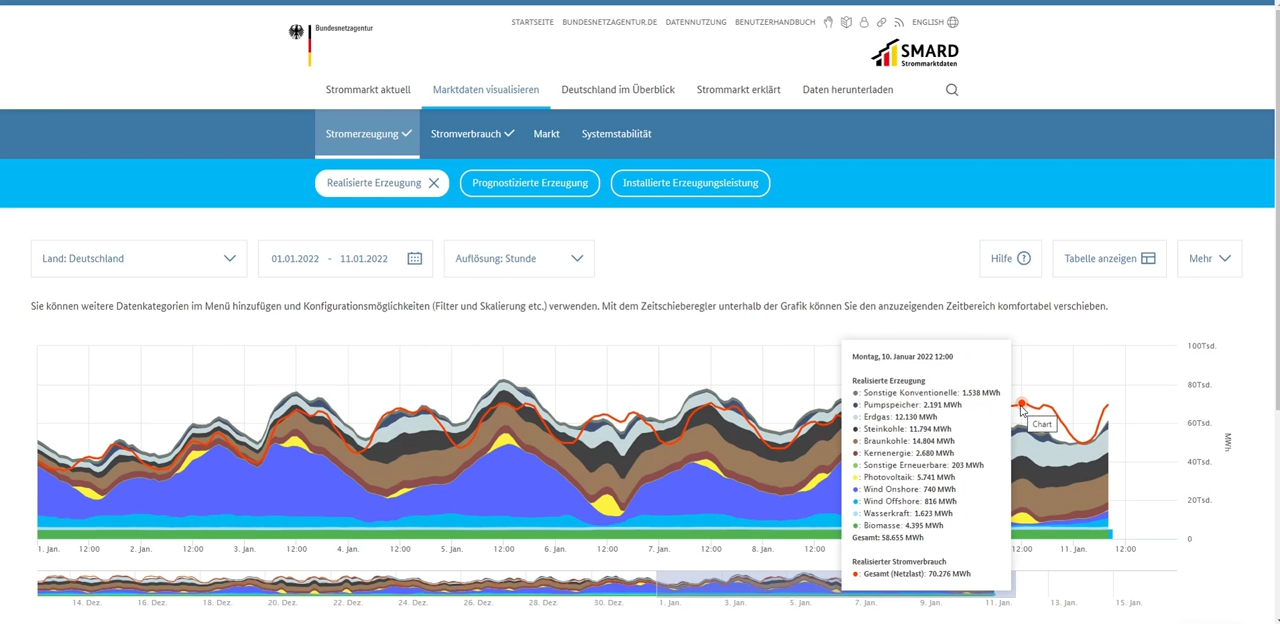 STARTSEITE BUNDESNETZAGENTUR.DE DATENNUTZUNG BENUTZERHANDBUCH ENGLISH
Bundesnetzagentur
SMARD
Strommarktdaten
Strommarkt aktuell Marktdaten visualisieren Deutschland im Überblick Strommarkt erklärt Daten herunterladen
Stromerzeugung Stromverbrauch Markt Systemstabilität
Realisierte Erzeugung Prognostizierte Erzeugung Installierte Erzeugungsleistung
Land: Deutschland 01.01.2022 - 11.01.2022 Auflösung: Stunde Hilfe ? Tabelle anzeigen Mehr
Sie können weitere Datenkategorien im Menü hinzufügen und Konfigurationsmöglichkeiten (Filter und Skalierung etc.) verwenden. Mit dem Zeitschieberegler unterhalb der Grafik können Sie den anzuzeigenden Zeitbereich komfortabel verschieben.
100Tsd.
80Tsd.
60Tsd.
40Tsd.
20Tsd.
0
MWh
Montag, 10. Januar 2022 12:00
Realisierte Erzeugung
Sonstige Konventionelle: 1.538 MWh
Pumpspeicher: 2.191 MWh
Erdgas: 12.130 MWh
Steinkohle: 11.794 MWh
Braunkohle: 14.804 MWh
Kernenergie: 2.680 MWh
Sonstige Erneuerbare: 203 MWh
Photovoltaik: 5.741 MWh
Wind Onshore: 740 MWh
Wind Offshore: 816 MWh
Wasserkraft: 1.623 MWh
Biomasse: 4.395 MWh
Gesamt: 58.655 MWh
Realisierter Stromverbrauch
Gesamt (Netzlast): 70.276 MWh
Chart
1. Jan. 12:00 2. Jan. 12:00 3. Jan. 12:00 4. Jan. 12:00 5. Jan. 12:00 6. Jan. 12:00 7. Jan. 12:00 8. Jan. 12:00 12:00 11. Jan. 12:00
14. Dez. 16. Dez. 18. Dez. 20. Dez. 22. Dez. 24. Dez. 26. Dez. 28. Dez. 30. Dez. 1. Jan. 3. Jan. 5. Jan. 7. Jan. 9. Jan. 11. Jan. 13. Jan. 15. Jan.